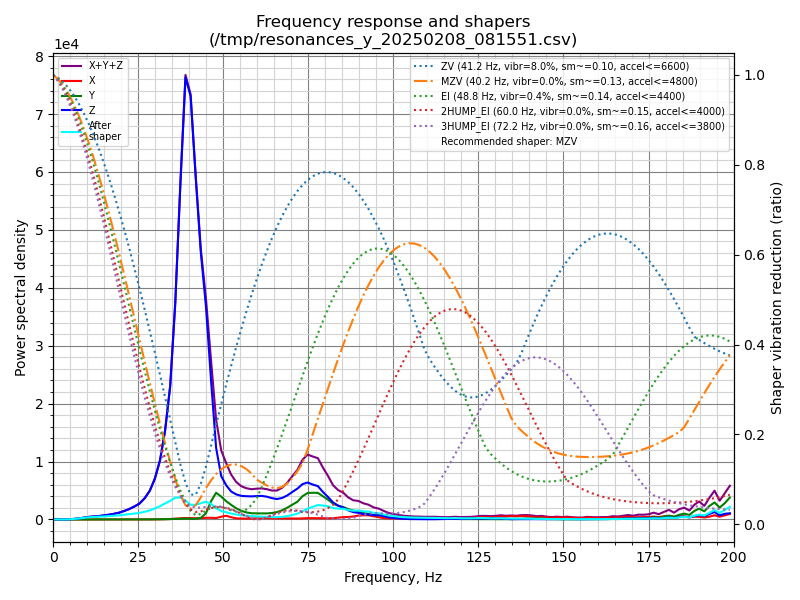 Frequency response and shapers
(/tmp/resonances_y_20250208_081551.csv)
1e4
X+Y+Z
X
Y
Z
After
shaper
ZV (41.2 Hz, vibr=8.0%, sm~=0.10, accel<=6600)
MZV (40.2 Hz, vibr=0.0%, sm~=0.13, accel<=4800)
EI (48.8 Hz, vibr=0.4%, sm~=0.14, accel<=4400)
2HUMP_EI (60.0 Hz, vibr=0.0%, sm~=0.15, accel<=4000)
3HUMP_EI (72.2 Hz, vibr=0.0%, sm~=0.16, accel<=3800)
Recommended shaper: MZV
Power spectral density
8
7
6
5
4
3
2
1
0
1.0
0.8
0.6
0.4
0.2
0.0
Shaper vibration reduction (ratio)
0 25 50 75 100 125 150 175 200
Frequency, Hz